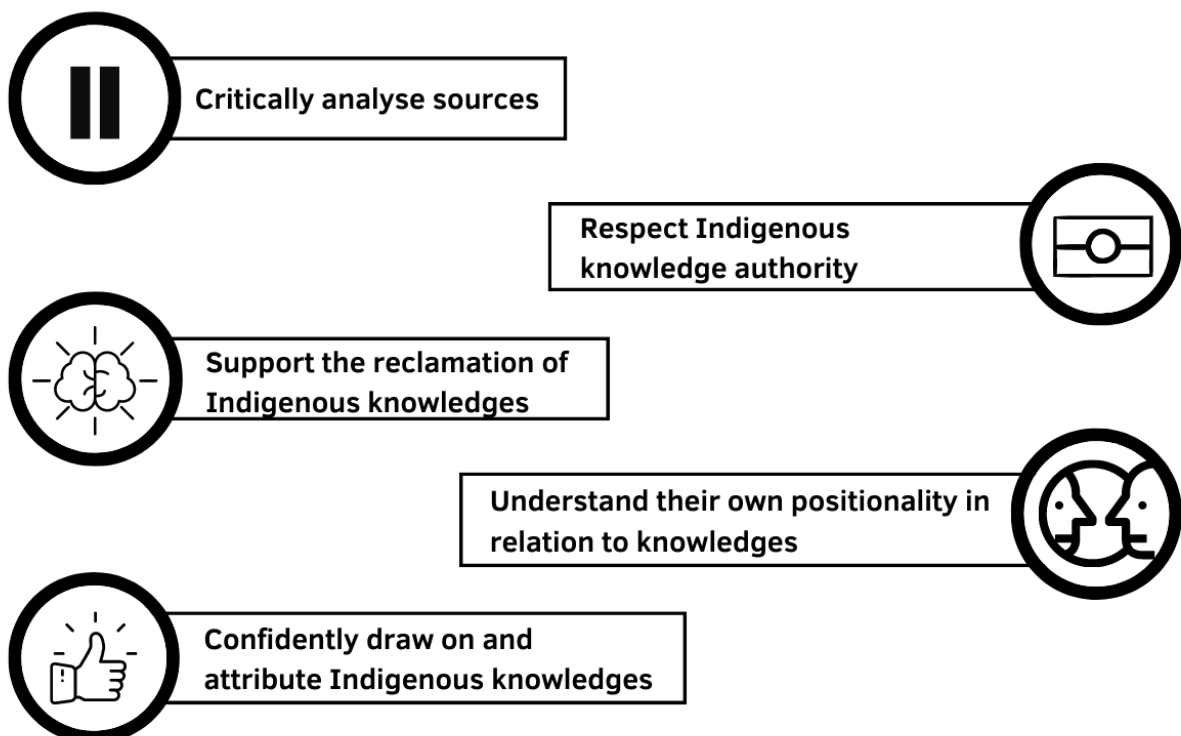 Critically analyse sources
Respect Indigenous
knowledge authority
Support the reclamation of
Indigenous knowledges
Understand their own positionality in
relation to knowledges
Confidently draw on and
attribute Indigenous knowledges